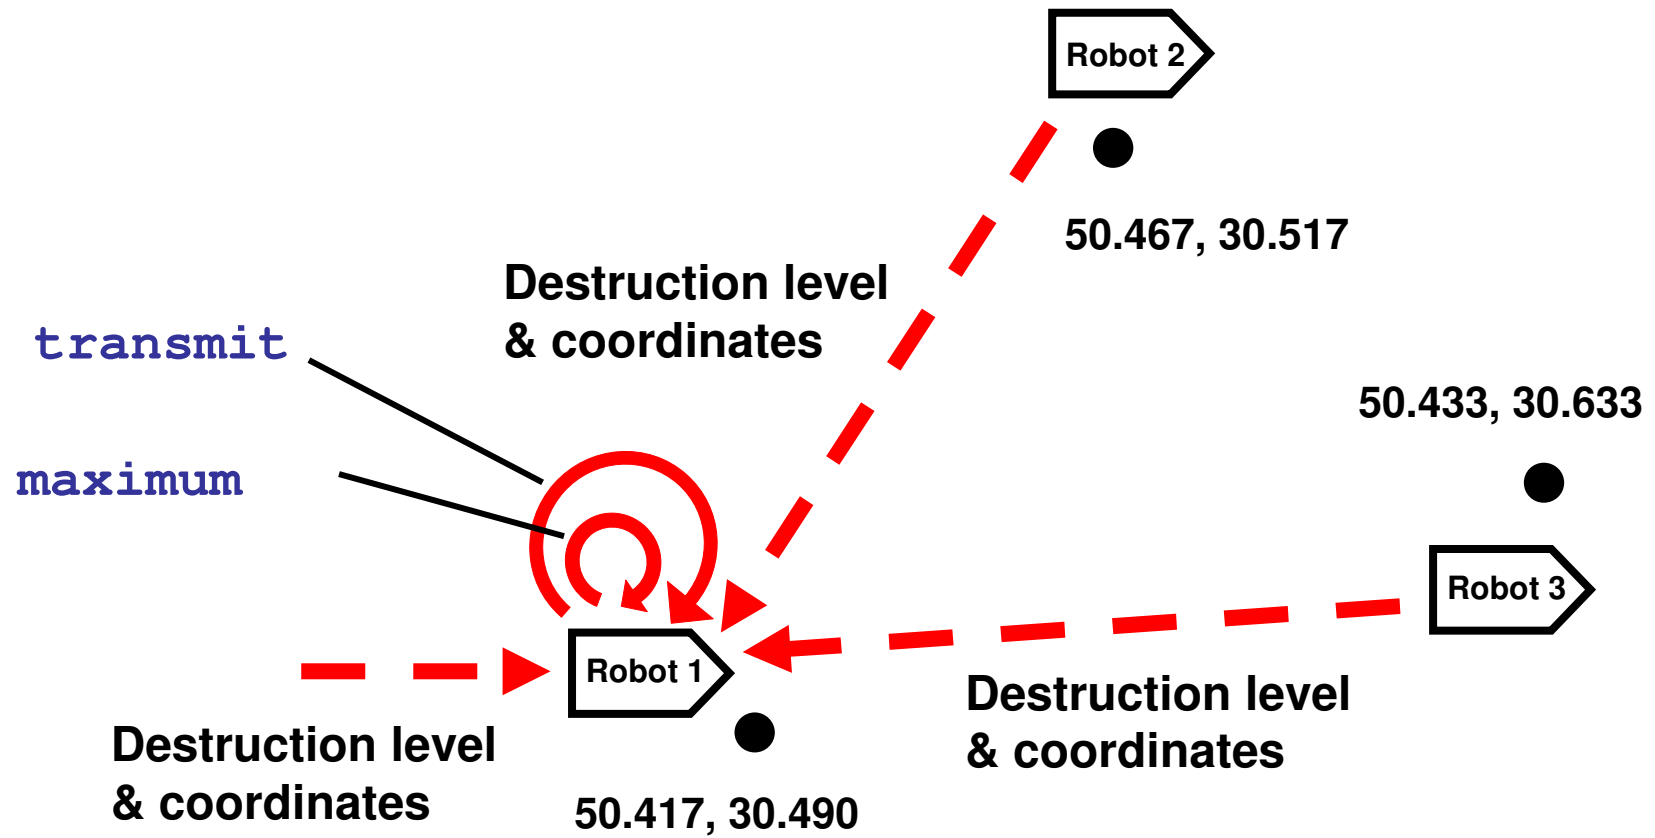 Robot 2
50.467, 30.517
Destruction level
& coordinates
transmit
50.433, 30.633
maximum
Robot 3
Robot 1
Destruction level
& coordinates
Destruction level
& coordinates
50.417, 30.490